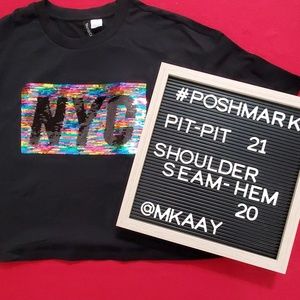 NYC
#POSHMARK
PIT-PIT 21
SHOULDER
SEAM-HEM
20
@MKAAY